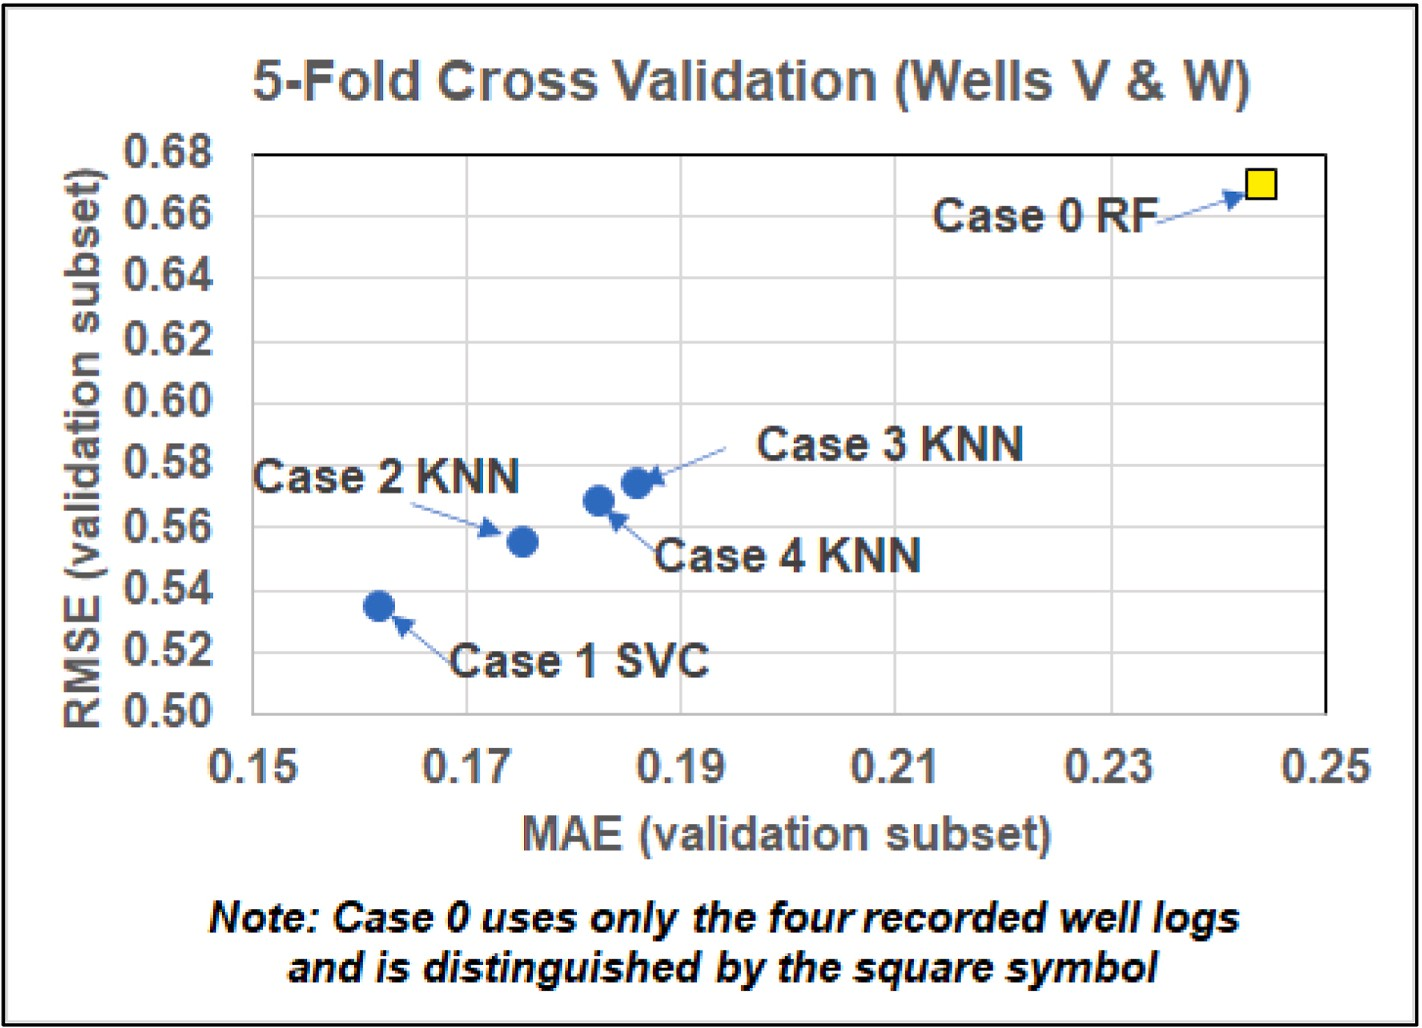 5-Fold Cross Validation (Wells V & W)
RMSE (validation subset)
0.68
0.66
0.64
0.62
0.60
0.58
0.56
0.54
0.52
0.50
Case 0 RF
Case 3 KNN
Case 2 KNN
Case 4 KNN
Case 1 SVC
0.15 0.17 0.19 0.21 0.23 0.25
MAE (validation subset)
Note: Case 0 uses only the four recorded well logs
and is distinguished by the square symbol